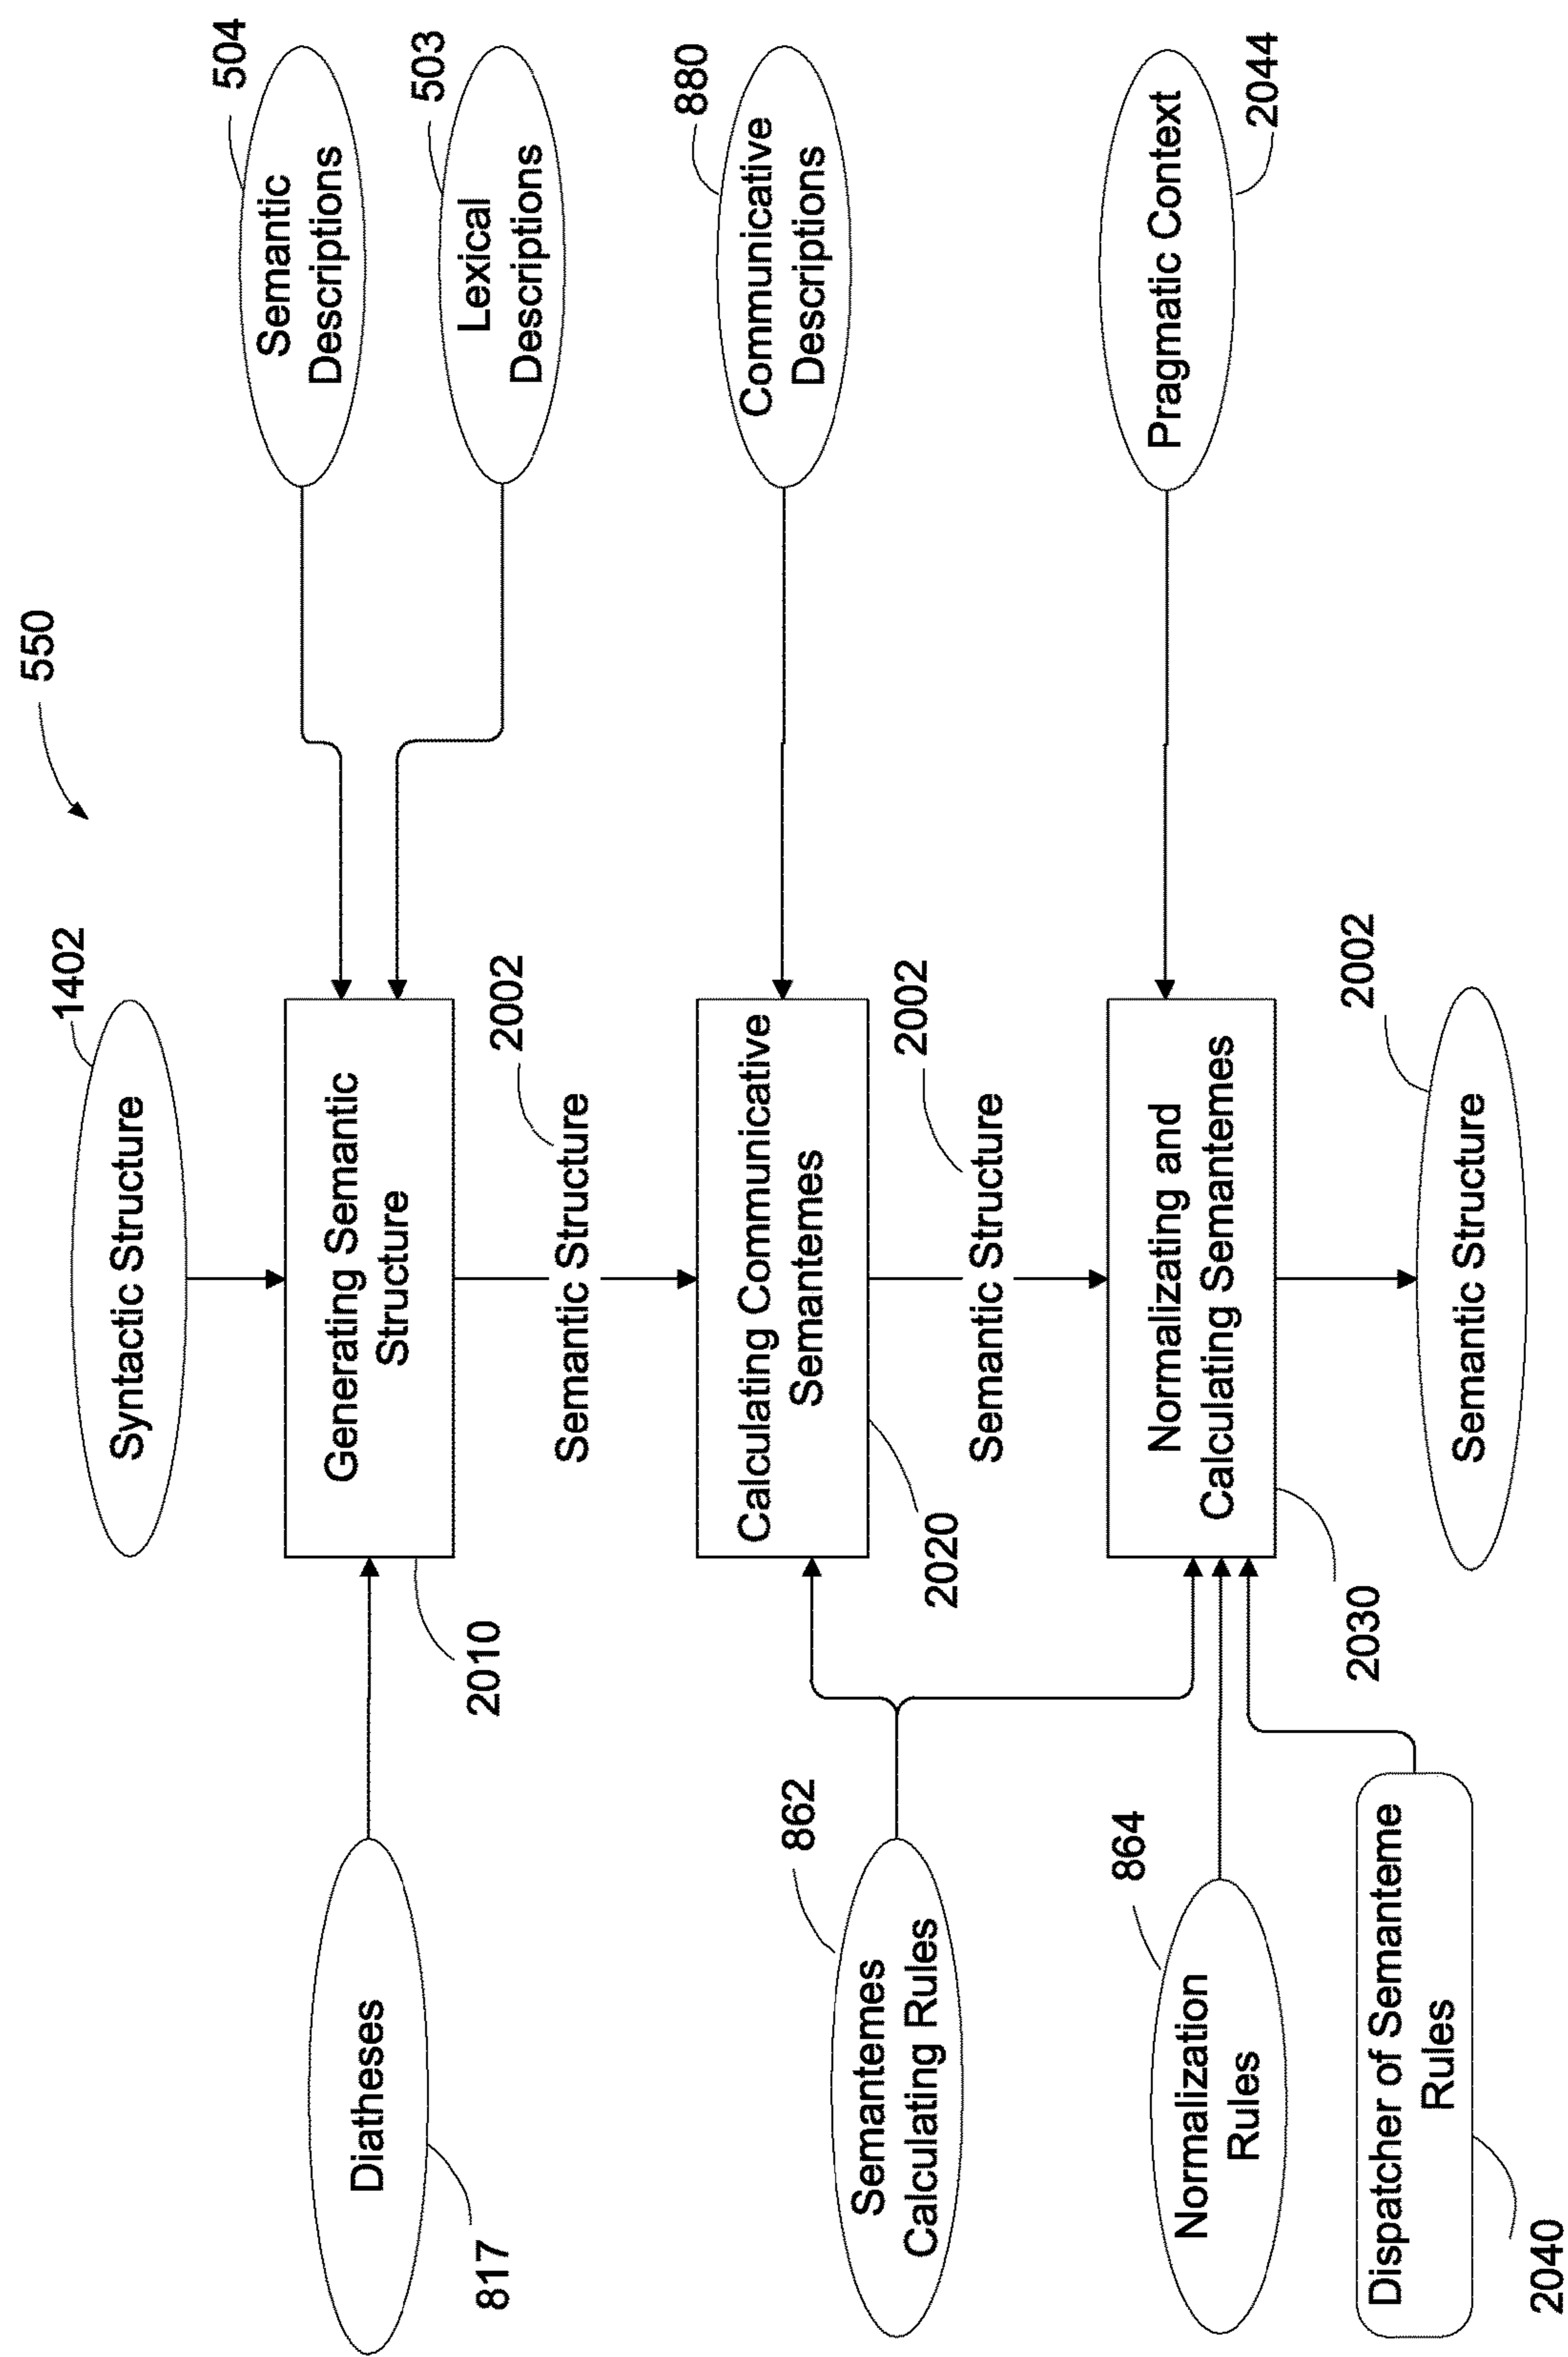 550
1402
Syntactic Structure
504
Semantic
Descriptions
503
Lexical
Descriptions
Diatheses
817
Generating Semantic
Structure
2010
2002
Semantic Structure
880
Communicative
Descriptions
Calculating Communicative
Semantemes
2020
862
Semantemes
Calculating Rules
2002
Semantic Structure
864
Normalization
Rules
Normalizating and
Calculating Semantemes
2030
Pragmatic Context
2044
Dispatcher of Semanteme
Rules
2040
2002
Semantic Structure